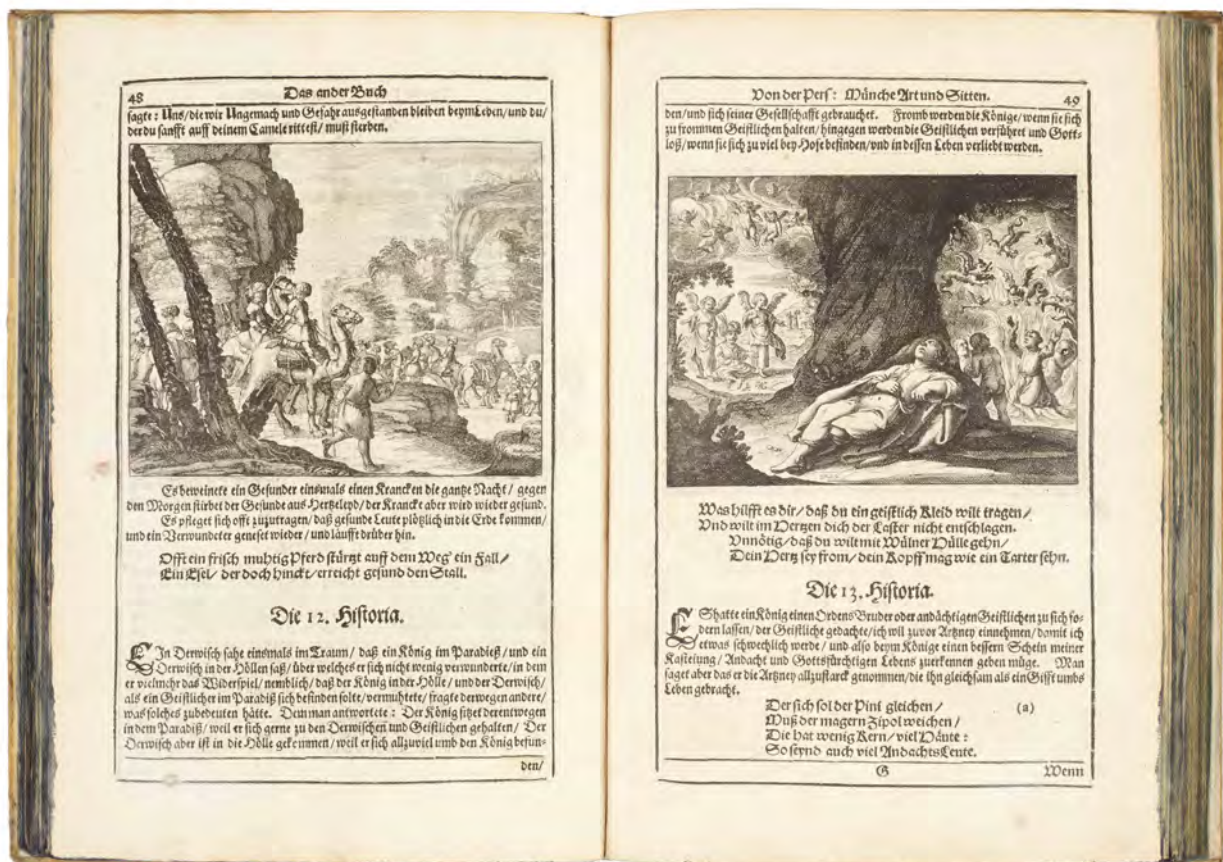 48
Das ander Buch
sagte: Uns/die wir Ungemach und Gefahr ausgestanden bleiben beym Leben/und du/
der du sanfft auff deinem Camele rittest/ must sterben.
Es beweinete ein Gesunder einsmals einen Krancken die gantze Nacht/ gegen
den Morgen stirbet der Gesunde aus Hertzeleyd/der Krancke aber wird wieder gesund.
Es pfleget sich offt zuzutragen/daß gesunde Leute plötzlich in die Erde kommen/
und ein Verwundeter geneset wieder/ und läufft drüber hin.
Offt ein frisch muhtig Pferd stürtzt auff dem Weg' ein Fall/
Ein Esel/ der doch hinckt/erreicht gesund den Stall.
Die 12. Historia.
EIn Derwisch sahe einsmals im Traum/ daß ein König im Paradieß/und ein
Derwisch in der Höllen saß/über welches er sich nicht wenig verwunderte/in dem
er vielmehr das Widerspiel/nemblich/daß der König in der Hölle/und der Derwisch/
als ein Geistlicher im Paradiß sich befinden solte/vermuhtete/fragte derwegen andere/
was solches zubedeuten hätte. Dem man antwortete: Der König sitzet derentwegen
in dem Paradiß/weil er sich gerne zu den Derwischen und Geistlichen gehalten/ Der
Derwisch aber ist in die Hölle gekommen/weil er sich allzuviel umb den König befun-
den/
Von der Pers: Münche Art und Sitten.
49
den/und sich seiner Gesellschafft gebrauchet. Fromb werden die Könige/wenn sie sich
zu frommen Geistlichen halten/hingegen werden die Geistlichen verführet und Gott-
loß/wenn sie sich zu viel bey Hofe befinden/vnd in dessen Leben verliebt werden.
Was hilfft es dir/daß du ein geistlich Kleid wilt tragen/
Vnd wilt im Hertzen dich der Laster nicht entschlagen.
Vnnötig/daß du wilt mit Wülner Hülle gehn/
Dein Hertz sey from/dein Kopff mag wie ein Tarter sehn.
Die 13. Historia.
ES hatte ein König einen Ordens Bruder oder andächtigen Geistlichen zu sich fo-
dern lassen/der Geistliche gedachte/ich wil zuvor Artzney einnehmen/damit ich
etwas schwechlich werde/ und also beym Könige einen bessern Schein meiner
Kasteiung/ Andacht und Gottsfürchtigen Lebens zuerkennen geben müge. Man
saget aber das er die Artzney allzustarck genommen/die ihn gleichsam als ein Gifft umbs
Leben gebracht.
Der sich sol der Pint gleichen/ (a)
Muß der magern Zipol weichen/
Die hat wenig Kern/viel Häute:
So seynd auch viel Andachts Leute.
G
Wenn